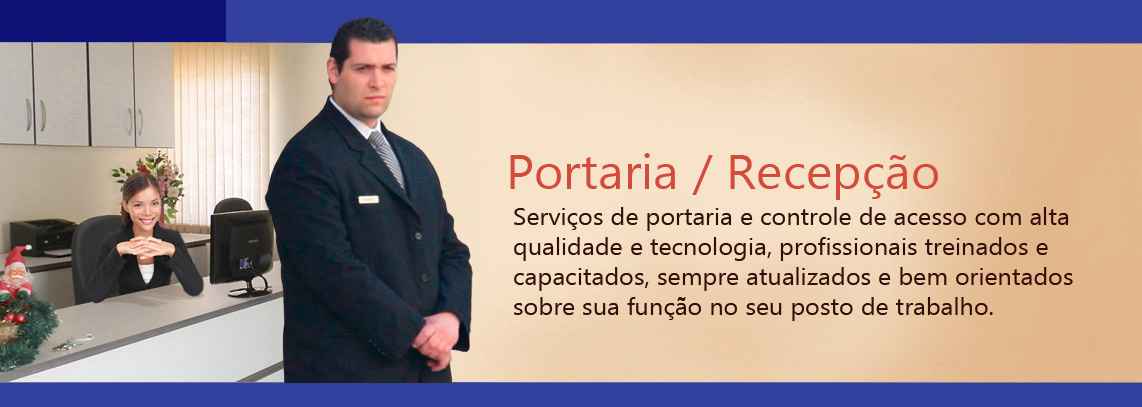 Portaria / Recepção
Serviços de portaria e controle de acesso com alta
qualidade e tecnologia, profissionais treinados e
capacitados, sempre atualizados e bem orientados
sobre sua função no seu posto de trabalho.